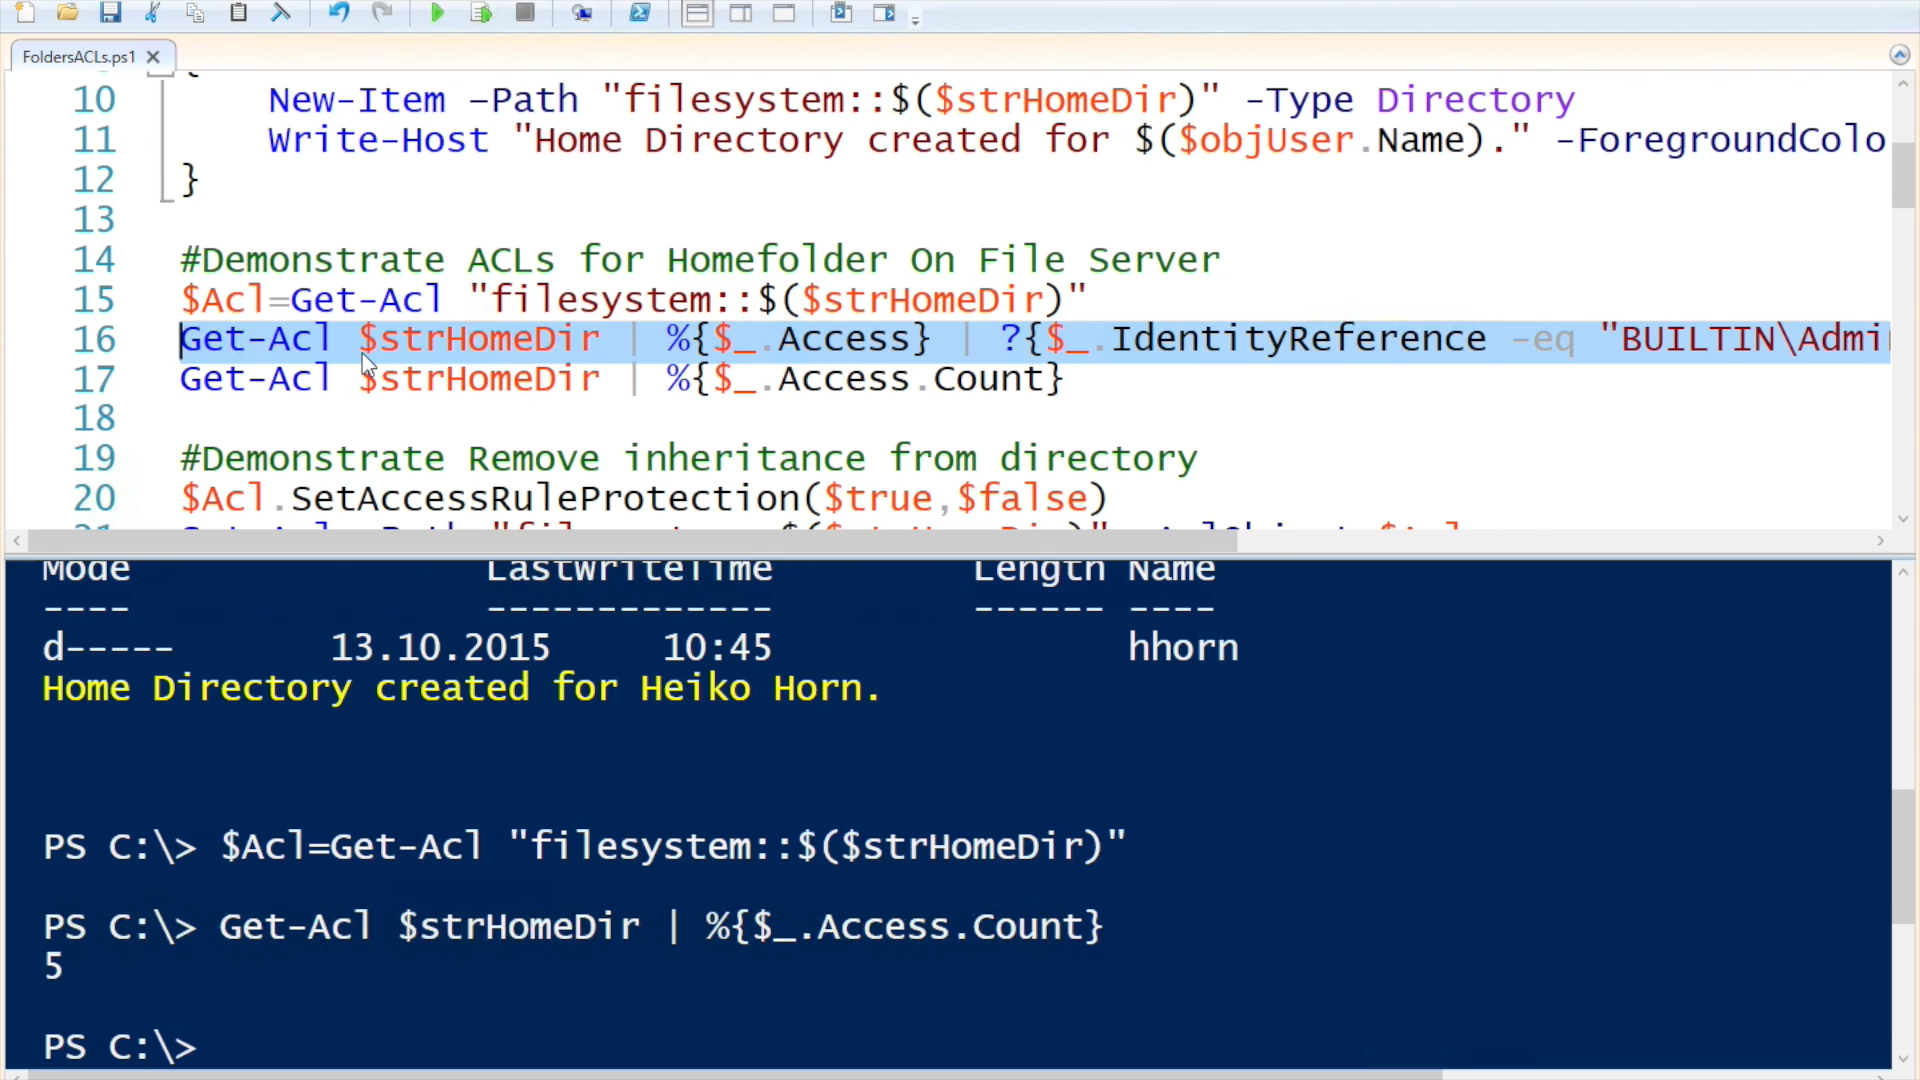 FoldersACLs.ps1
10 New-Item -Path "filesystem::$($strHomeDir)" -Type Directory
11 Write-Host "Home Directory created for $($objUser.Name)." -ForegroundColo
12 }
13
14 #Demonstrate ACLs for Homefolder On File Server
15 $Acl=Get-Acl "filesystem::$($strHomeDir)"
16 Get-Acl $strHomeDir | %{$_.Access} | ?{$_.IdentityReference -eq "BUILTIN\Admi
17 Get-Acl $strHomeDir | %{$_.Access.Count}
18
19 #Demonstrate Remove inheritance from directory
20 $Acl.SetAccessRuleProtection($true,$false)
Mode LastWriteTime Length Name
---- ------------- ------ ----
d----- 13.10.2015 10:45 hhorn
Home Directory created for Heiko Horn.
PS C:\> $Acl=Get-Acl "filesystem::$($strHomeDir)"
PS C:\> Get-Acl $strHomeDir | %{$_.Access.Count}
5
PS C:\>